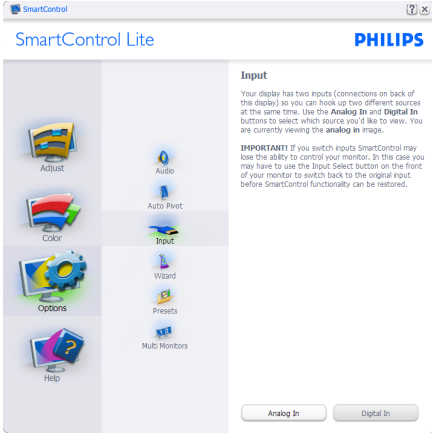 SmartControl
SmartControl Lite
PHILIPS
Adjust
Color
Options
Help
Audio
Auto Pivot
Input
Wizard
Presets
Multi Monitors
Input
Your display has two inputs (connections on back of
this display) so you can hook up two different sources
at the same time. Use the Analog In and Digital In
buttons to select which source you'd like to view. You
are currently viewing the analog in image.
IMPORTANT! If you switch inputs SmartControl may
lose the ability to control your monitor. In this case you
may have to use the Input Select button on the front
of your monitor to switch back to the original input
before SmartControl functionality can be restored.
Analog In
Digital In